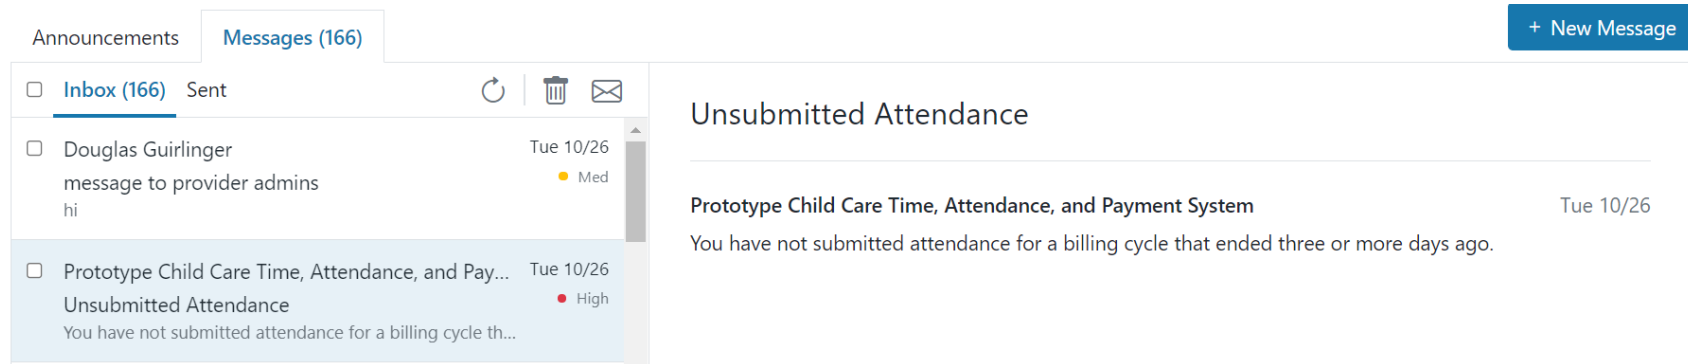 Announcements
Messages (166)
+ New Message
Inbox (166)
Sent
Douglas Guirlinger
Tue 10/26
message to provider admins
Med
hi
Prototype Child Care Time, Attendance, and Pay...
Tue 10/26
Unsubmitted Attendance
High
You have not submitted attendance for a billing cycle th...
Unsubmitted Attendance
Prototype Child Care Time, Attendance, and Payment System
Tue 10/26
You have not submitted attendance for a billing cycle that ended three or more days ago.